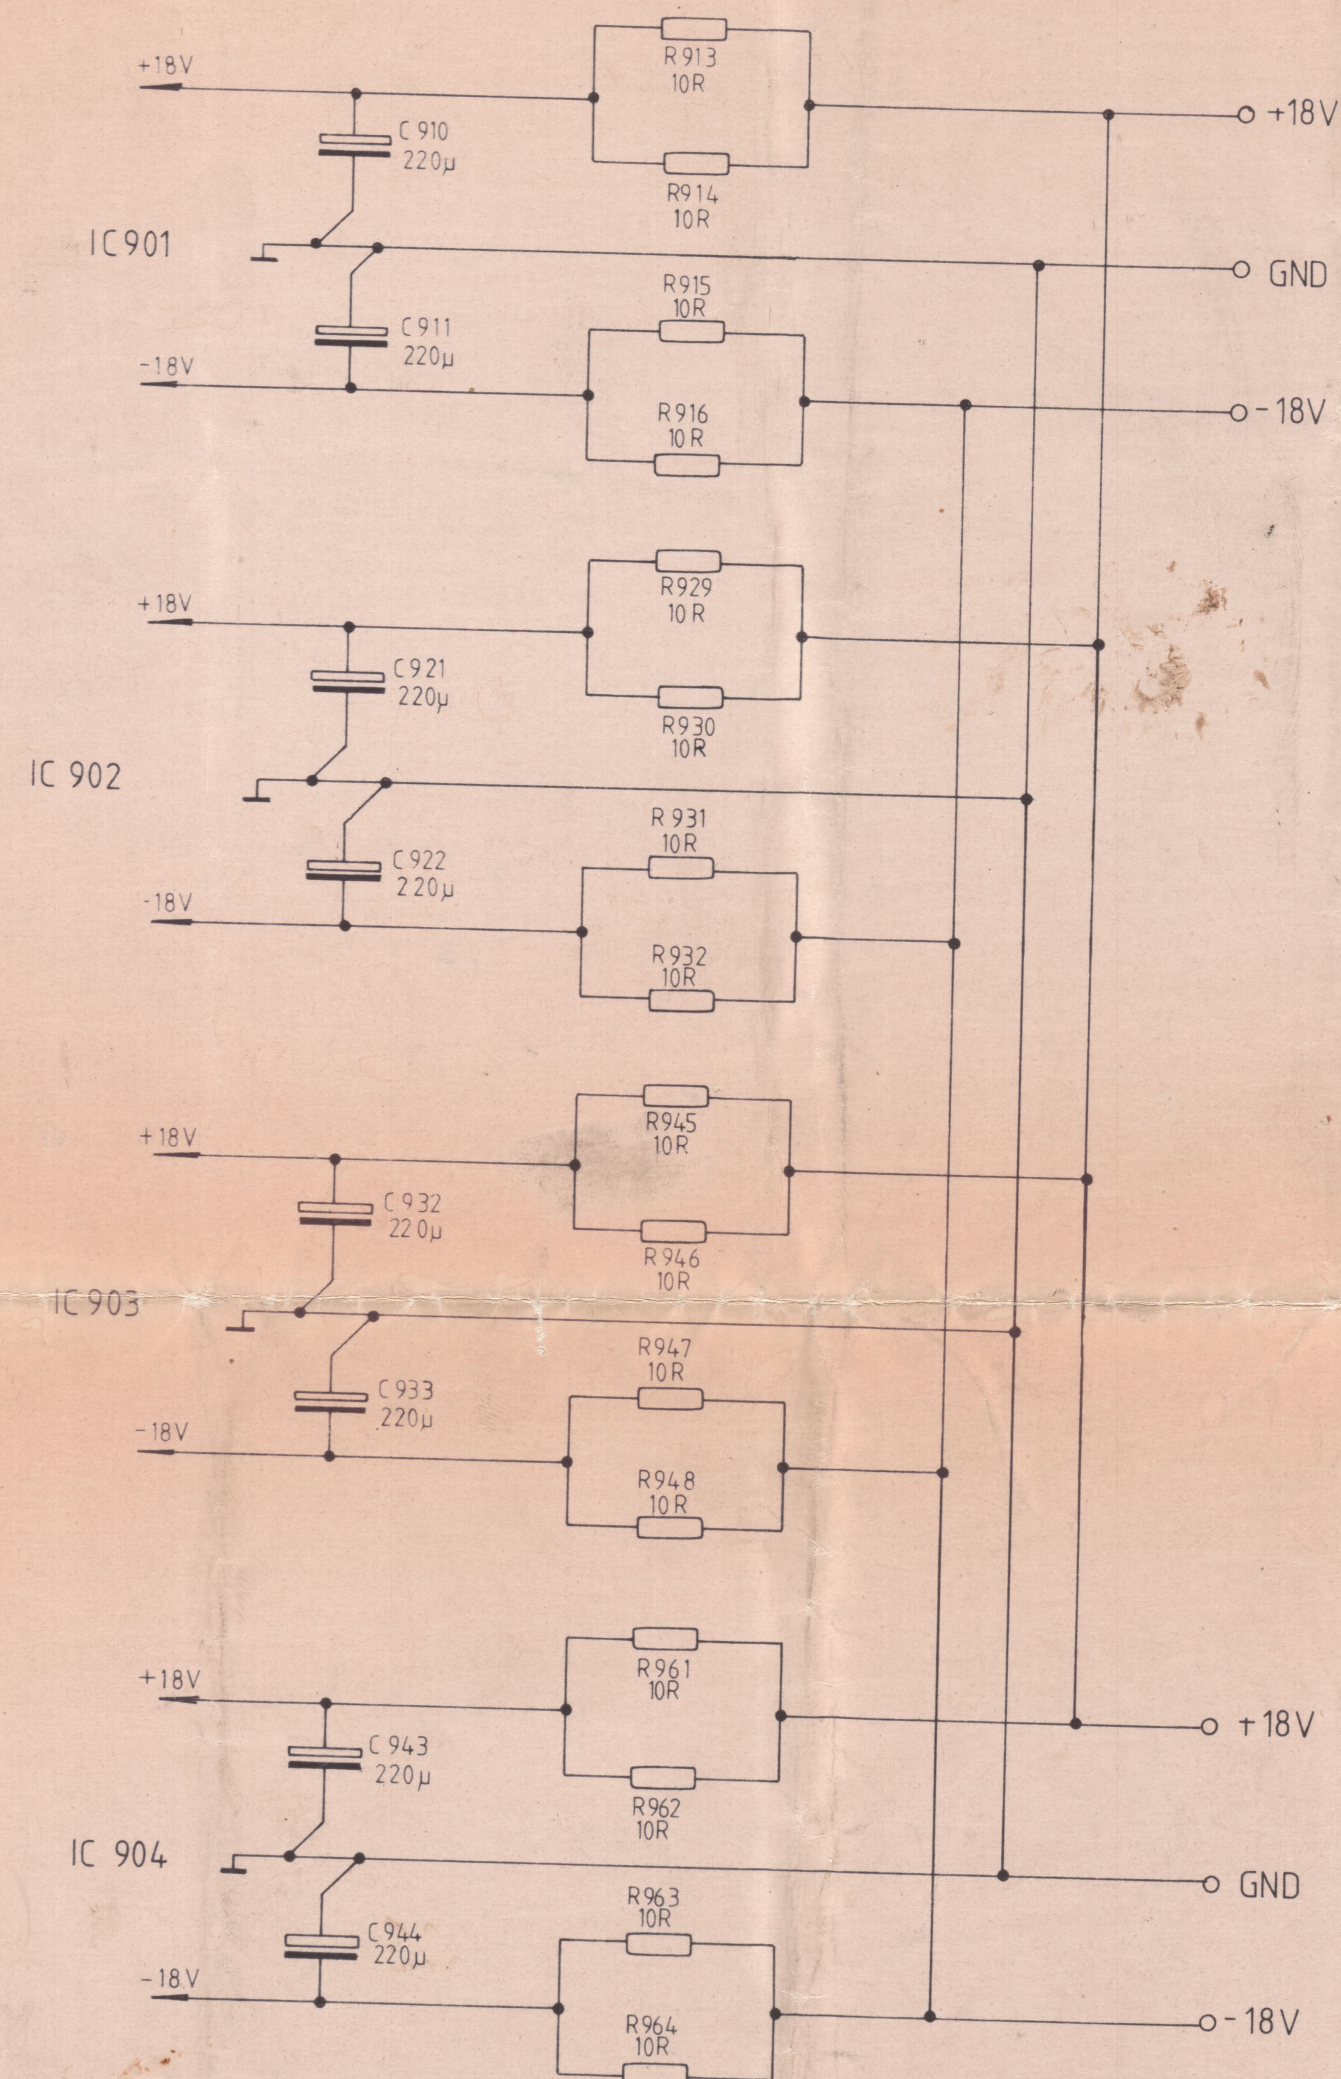 R913
10R
+18V
+18V
C910
220µ
R914
10R
IC901
GND
R915
10R
C911
220µ
-18V
R916
10R
-18V
R929
10R
+18V
C921
220µ
R930
10R
IC 902
R931
10R
C922
220µ
-18V
R932
10R
R945
10R
+18V
C932
220µ
R946
10R
IC903
R947
10R
C933
220µ
-18V
R948
10R
R961
10R
+18V
+18V
C943
220µ
R962
10R
IC 904
GND
R963
10R
C944
220µ
-18V
R964
10R
-18V